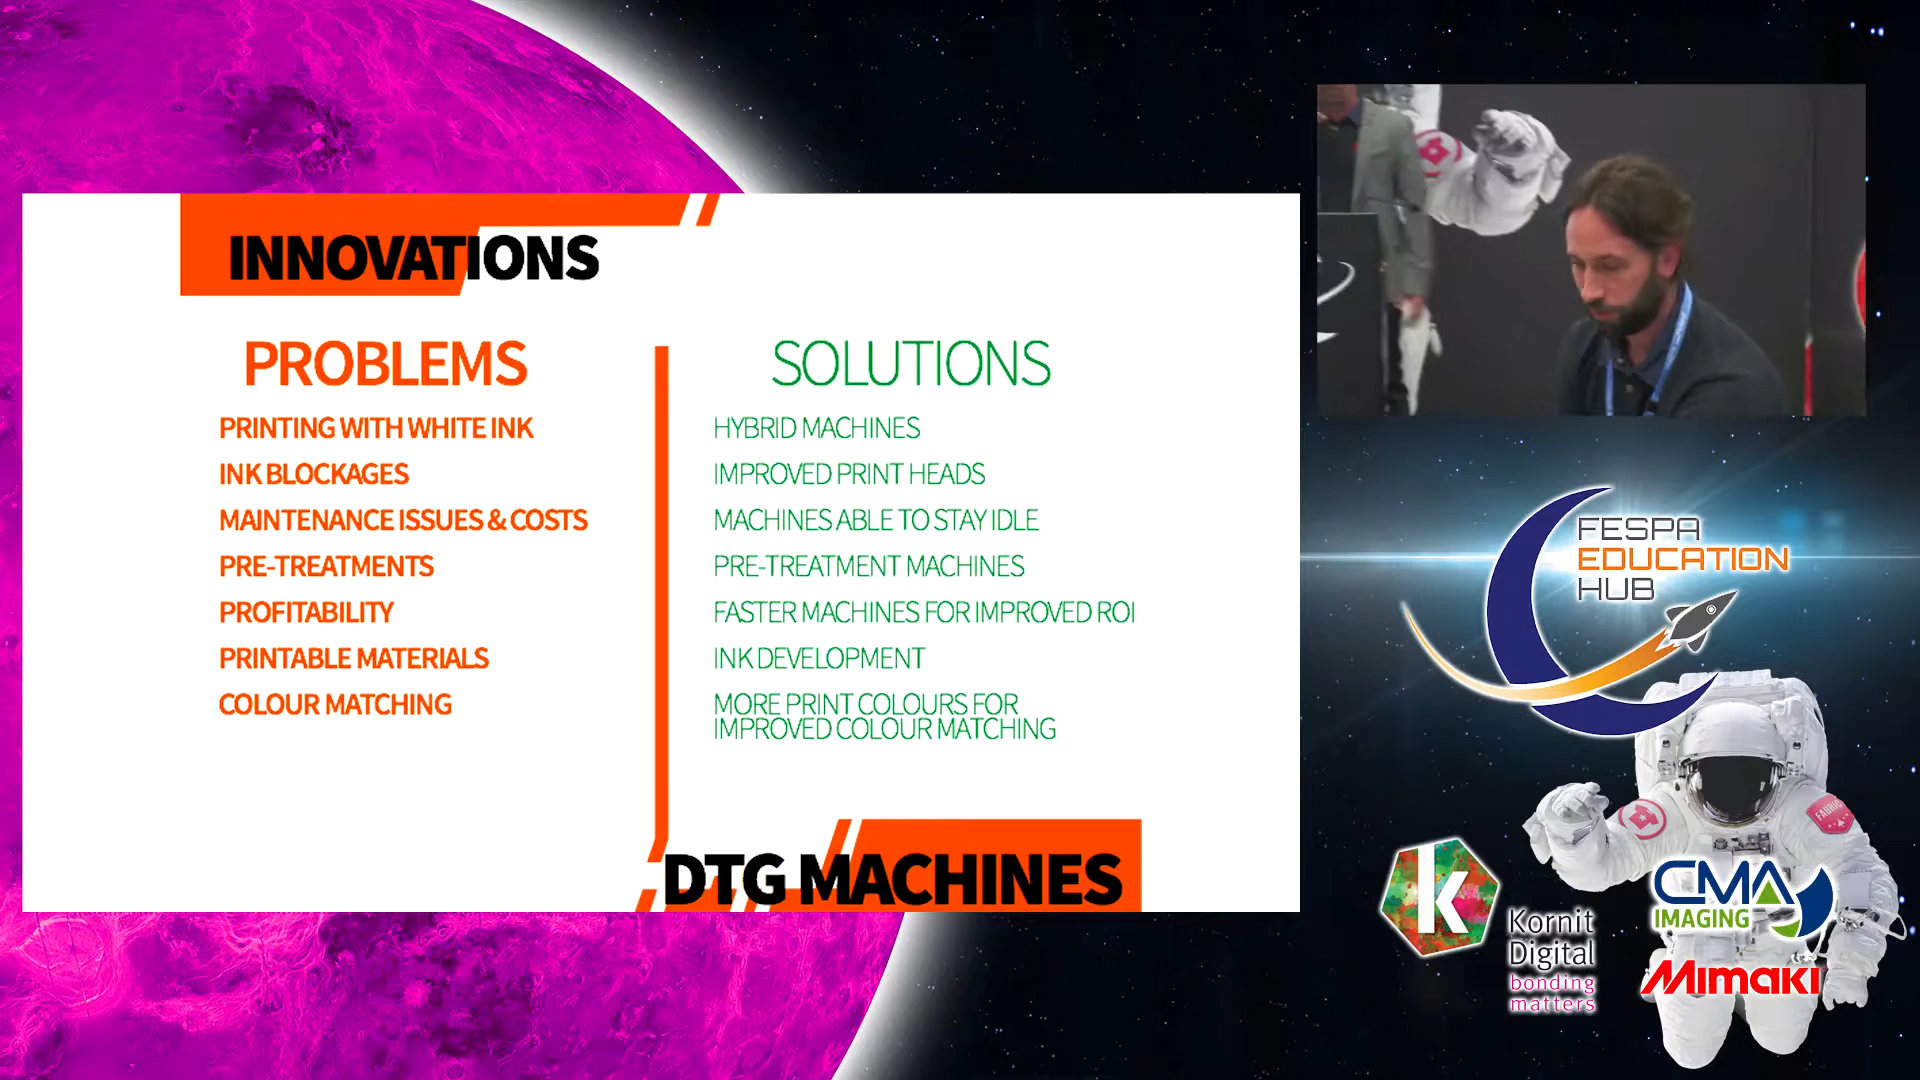 INNOVATIONS
PROBLEMS
PRINTING WITH WHITE INK
INK BLOCKAGES
MAINTENANCE ISSUES & COSTS
PRE-TREATMENTS
PROFITABILITY
PRINTABLE MATERIALS
COLOUR MATCHING
SOLUTIONS
HYBRID MACHINES
IMPROVED PRINT HEADS
MACHINES ABLE TO STAY IDLE
PRE-TREATMENT MACHINES
FASTER MACHINES FOR IMPROVED ROI
INK DEVELOPMENT
MORE PRINT COLOURS FOR
IMPROVED COLOUR MATCHING
DTG MACHINES
FESPA
EDUCATION
HUB
K
Kornit
Digital
bonding
matters
CMA
IMAGING
Mimaki